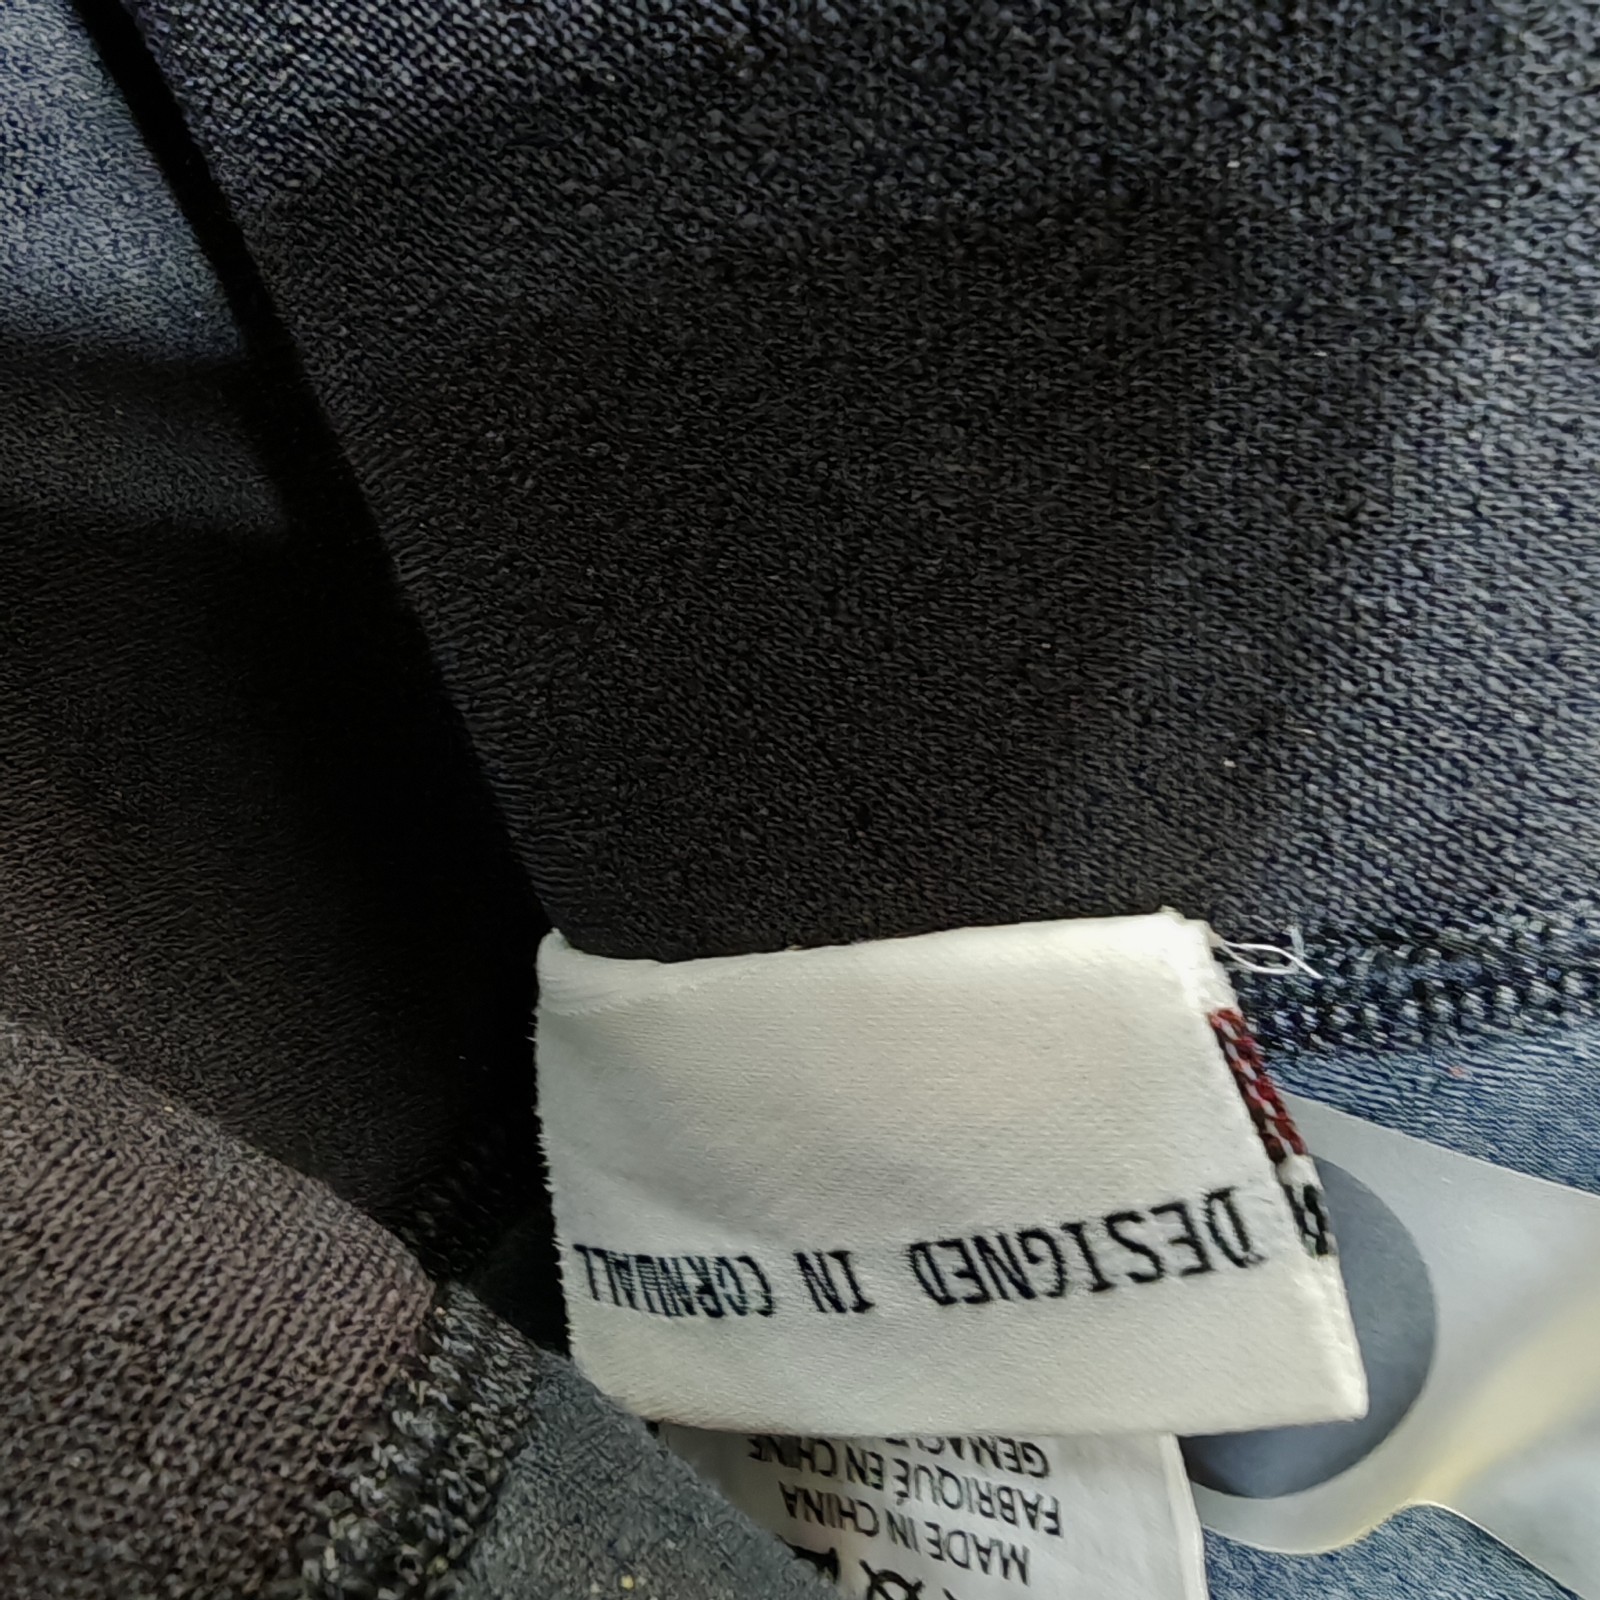 DESIGNED IN CORNWALL
MADE IN CHINA
FABRIQUÉ EN CHINE